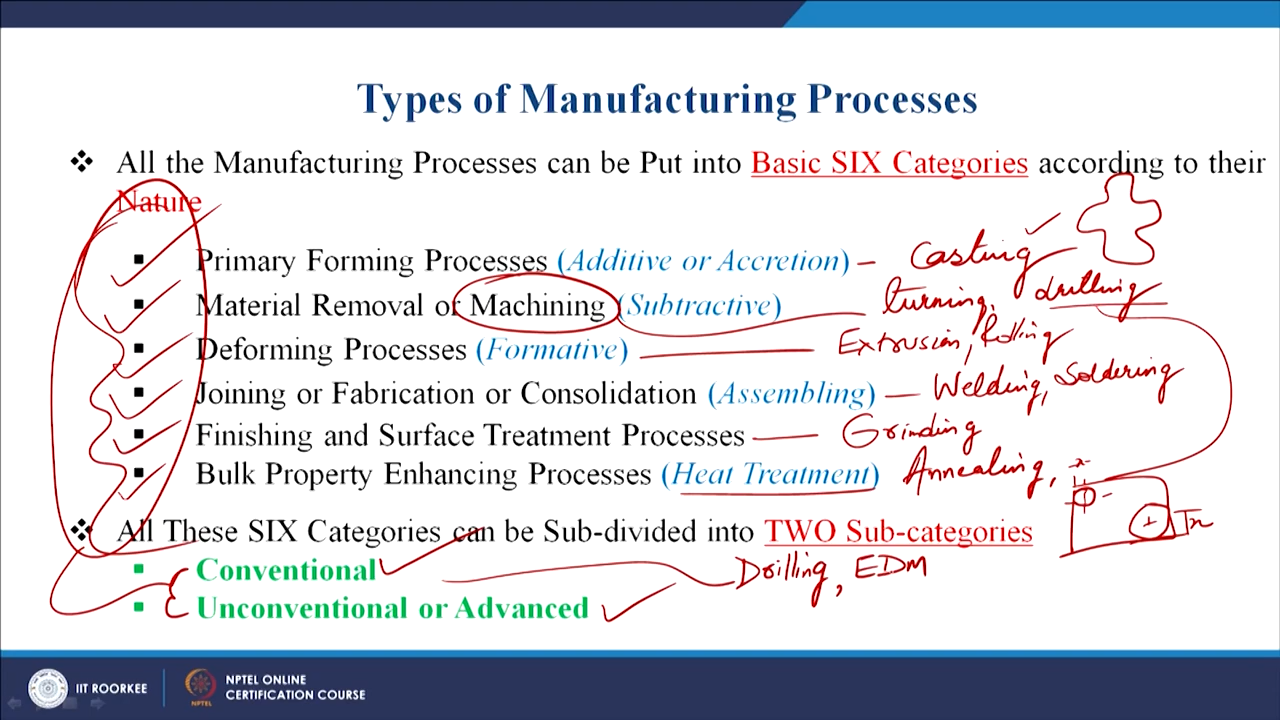 Types of Manufacturing Processes
❖ All the Manufacturing Processes can be Put into Basic SIX Categories according to their
Nature
▪ Primary Forming Processes (Additive or Accretion) – Casting
▪ Material Removal or Machining (Subtractive) turning, drilling
▪ Deforming Processes (Formative) Extrusion, Rolling
▪ Joining or Fabrication or Consolidation (Assembling) – Welding, Soldering
▪ Finishing and Surface Treatment Processes – Grinding
▪ Bulk Property Enhancing Processes (Heat Treatment) Annealing,
❖ All These SIX Categories can be Sub-divided into TWO Sub-categories
▪ Conventional
Drilling, EDM
▪ Unconventional or Advanced
IIT ROORKEE
NPTEL
NPTEL ONLINE
CERTIFICATION COURSE